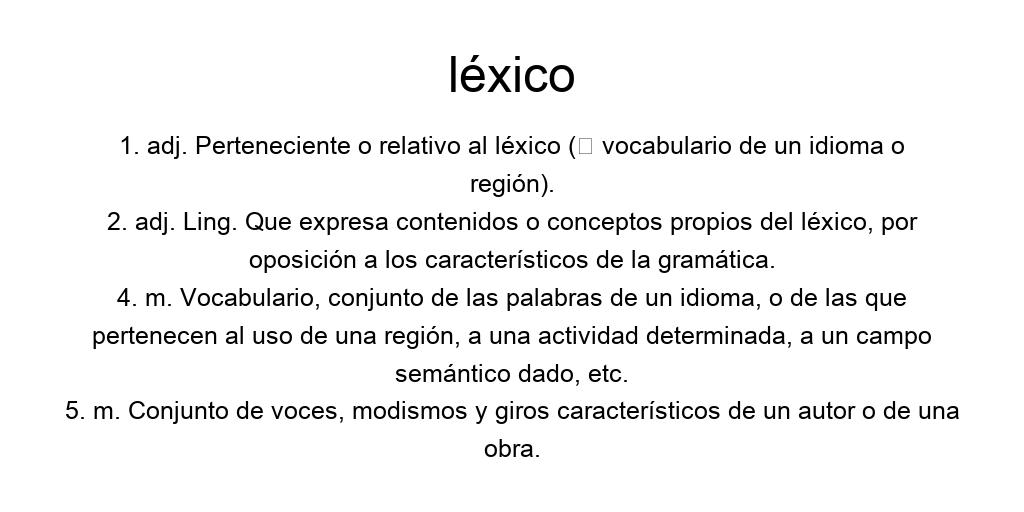 léxico
1. adj. Perteneciente o relativo al léxico (□ vocabulario de un idioma o
región).
2. adj. Ling. Que expresa contenidos o conceptos propios del léxico, por
oposición a los característicos de la gramática.
4. m. Vocabulario, conjunto de las palabras de un idioma, o de las que
pertenecen al uso de una región, a una actividad determinada, a un campo
semántico dado, etc.
5. m. Conjunto de voces, modismos y giros característicos de un autor o de una
obra.